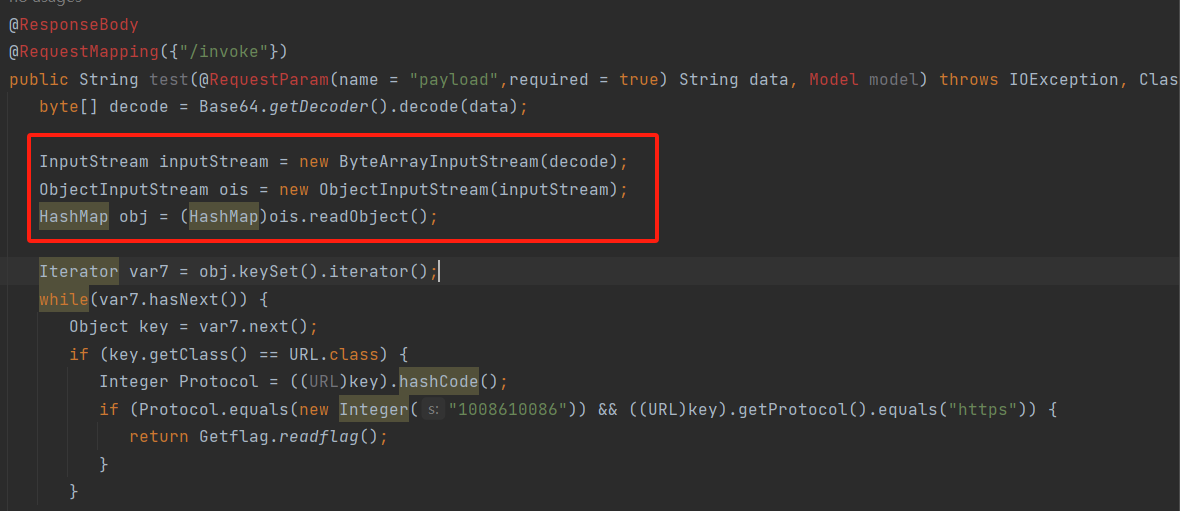 no usages
@ResponseBody
@RequestMapping({"/invoke"})
public String test(@RequestParam(name = "payload",required = true) String data, Model model) throws IOException, Clas
byte[] decode = Base64.getDecoder().decode(data);
InputStream inputStream = new ByteArrayInputStream(decode);
ObjectInputStream ois = new ObjectInputStream(inputStream);
HashMap obj = (HashMap)ois.readObject();
Iterator var7 = obj.keySet().iterator();
while(var7.hasNext()) {
Object key = var7.next();
if (key.getClass() == URL.class) {
Integer Protocol = ((URL)key).hashCode();
if (Protocol.equals(new Integer( s: "1008610086")) && ((URL)key).getProtocol().equals("https")) {
return Getflag.readflag();
}
}